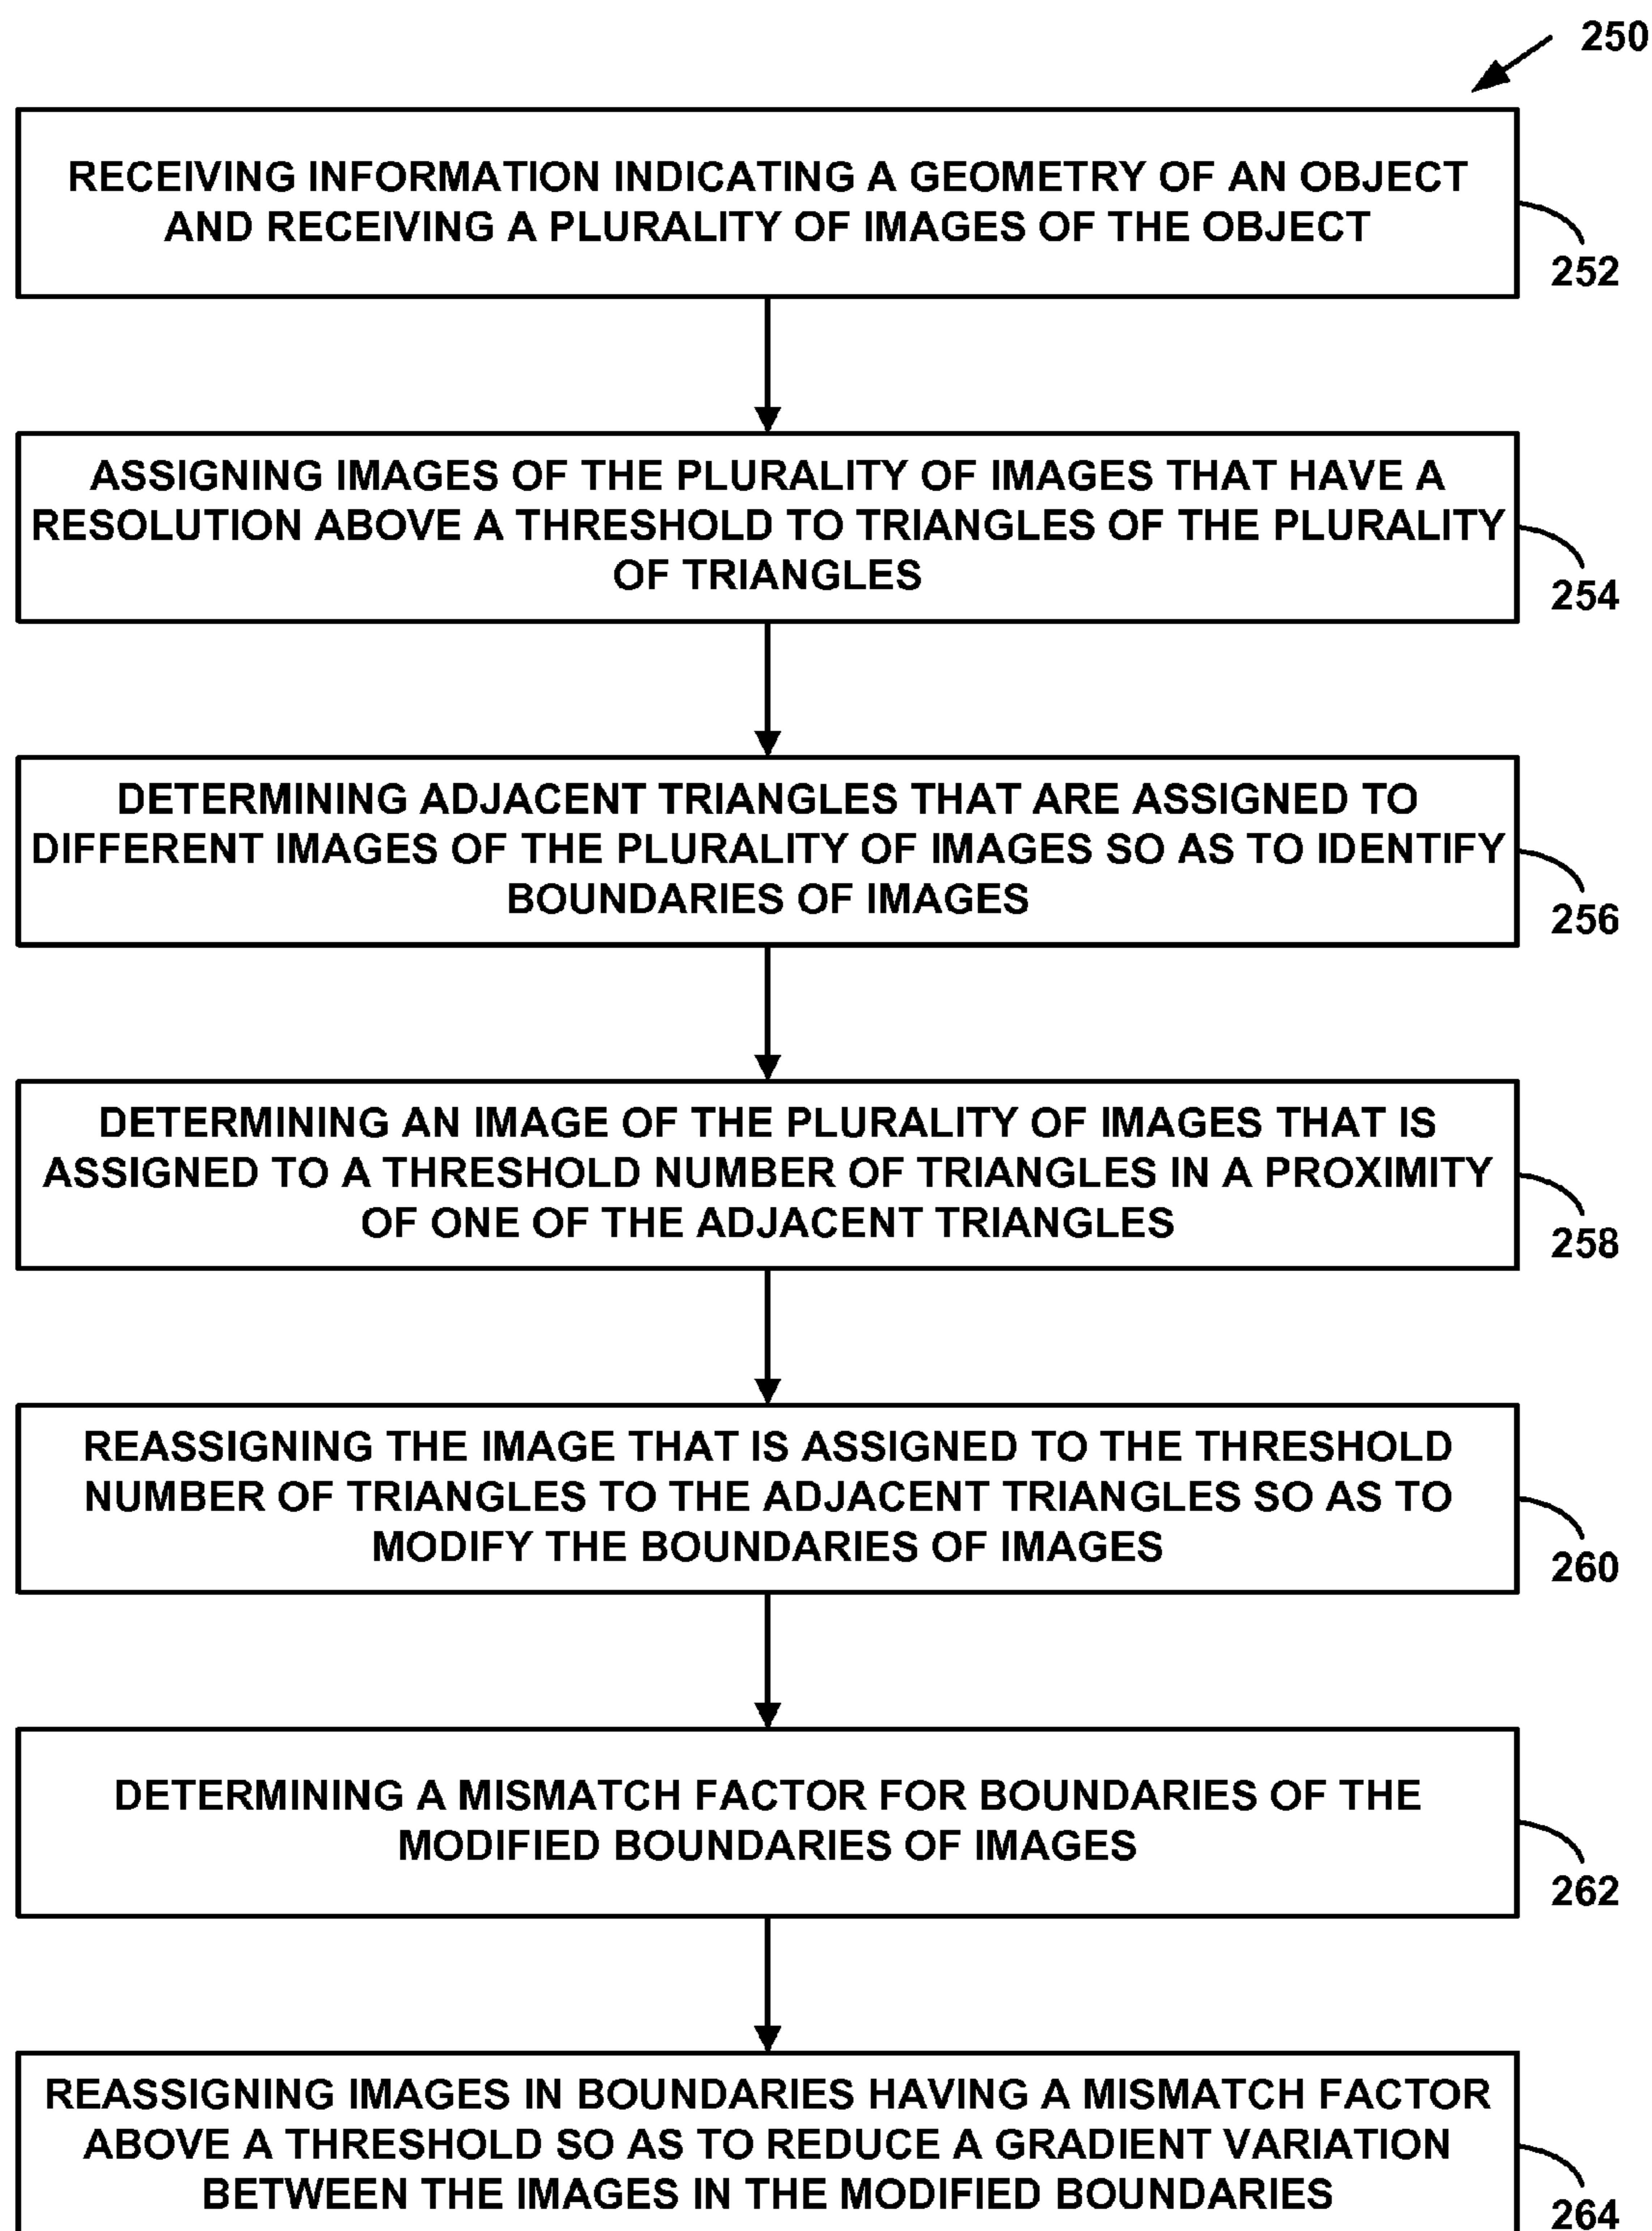 250
RECEIVING INFORMATION INDICATING A GEOMETRY OF AN OBJECT
AND RECEIVING A PLURALITY OF IMAGES OF THE OBJECT
252
ASSIGNING IMAGES OF THE PLURALITY OF IMAGES THAT HAVE A
RESOLUTION ABOVE A THRESHOLD TO TRIANGLES OF THE PLURALITY
OF TRIANGLES
254
DETERMINING ADJACENT TRIANGLES THAT ARE ASSIGNED TO
DIFFERENT IMAGES OF THE PLURALITY OF IMAGES SO AS TO IDENTIFY
BOUNDARIES OF IMAGES
256
DETERMINING AN IMAGE OF THE PLURALITY OF IMAGES THAT IS
ASSIGNED TO A THRESHOLD NUMBER OF TRIANGLES IN A PROXIMITY
OF ONE OF THE ADJACENT TRIANGLES
258
REASSIGNING THE IMAGE THAT IS ASSIGNED TO THE THRESHOLD
NUMBER OF TRIANGLES TO THE ADJACENT TRIANGLES SO AS TO
MODIFY THE BOUNDARIES OF IMAGES
260
DETERMINING A MISMATCH FACTOR FOR BOUNDARIES OF THE
MODIFIED BOUNDARIES OF IMAGES
262
REASSIGNING IMAGES IN BOUNDARIES HAVING A MISMATCH FACTOR
ABOVE A THRESHOLD SO AS TO REDUCE A GRADIENT VARIATION
BETWEEN THE IMAGES IN THE MODIFIED BOUNDARIES
264